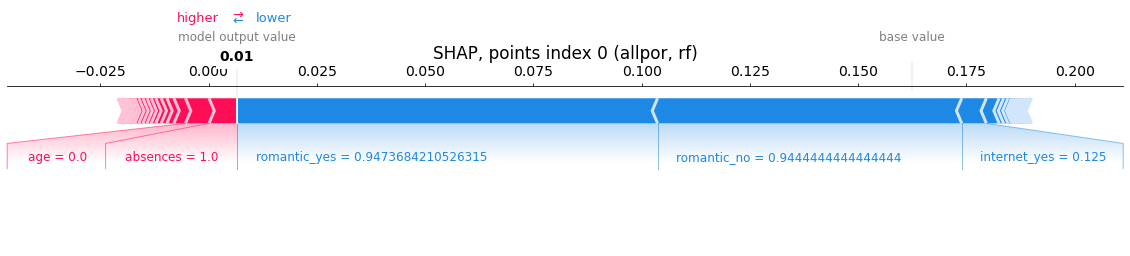 higher ⇄ lower
model output value base value
0.01 SHAP, points index 0 (allpor, rf)
−0.025 0.000 0.025 0.050 0.075 0.100 0.125 0.150 0.175 0.200
age = 0.0 absences = 1.0 romantic_yes = 0.9473684210526315 romantic_no = 0.9444444444444444 internet_yes = 0.125